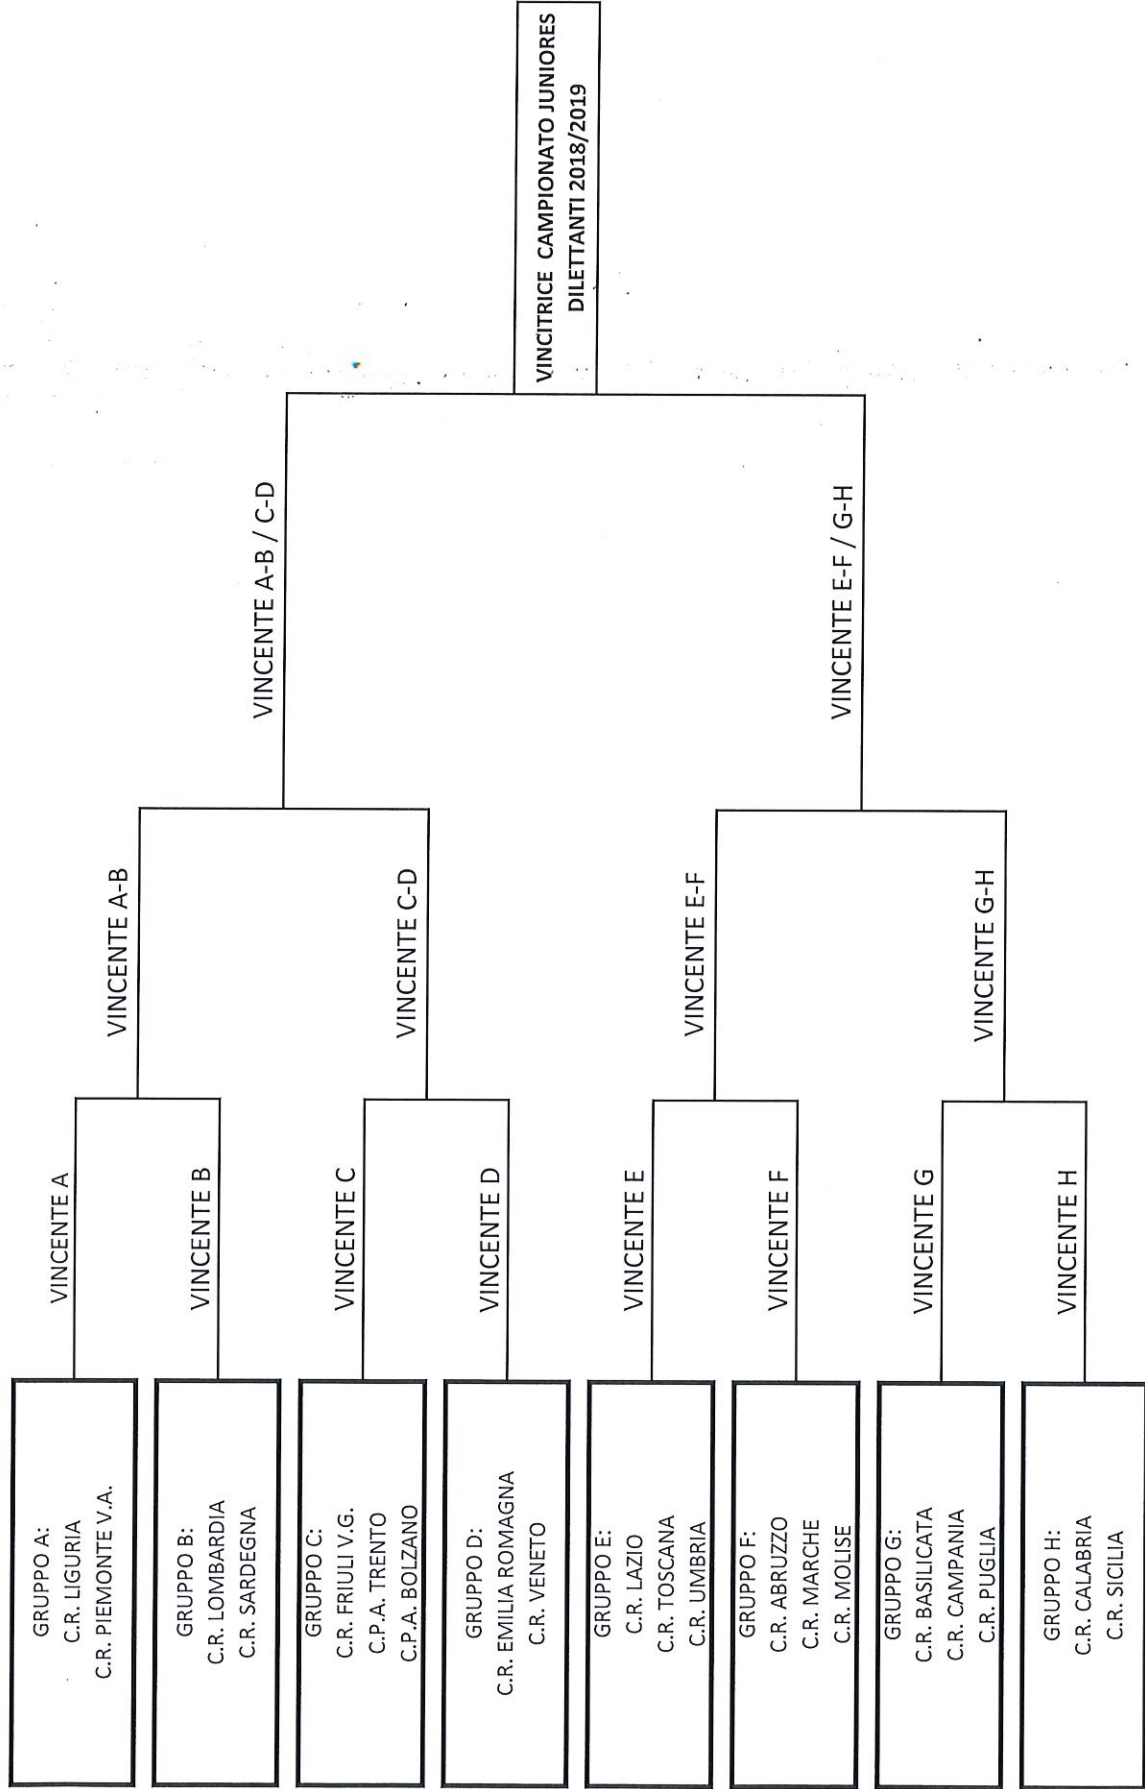 GRUPPO A:
C.R. LIGURIA
C.R. PIEMONTE V.A.
GRUPPO B:
C.R. LOMBARDIA
C.R. SARDEGNA
GRUPPO C:
C.R. FRIULI V.G.
C.P.A. TRENTO
C.P.A. BOLZANO
GRUPPO D:
C.R. EMILIA ROMAGNA
C.R. VENETO
GRUPPO E:
C.R. LAZIO
C.R. TOSCANA
C.R. UMBRIA
GRUPPO F:
C.R. ABRUZZO
C.R. MARCHE
C.R. MOLISE
GRUPPO G:
C.R. BASILICATA
C.R. CAMPANIA
C.R. PUGLIA
GRUPPO H:
C.R. CALABRIA
C.R. SICILIA
VINCENTE A
VINCENTE B
VINCENTE C
VINCENTE D
VINCENTE E
VINCENTE F
VINCENTE G
VINCENTE H
VINCENTE A-B
VINCENTE C-D
VINCENTE E-F
VINCENTE G-H
VINCENTE A-B / C-D
VINCENTE E-F / G-H
VINCITRICE CAMPIONATO JUNIORES
DILETTANTI 2018/2019